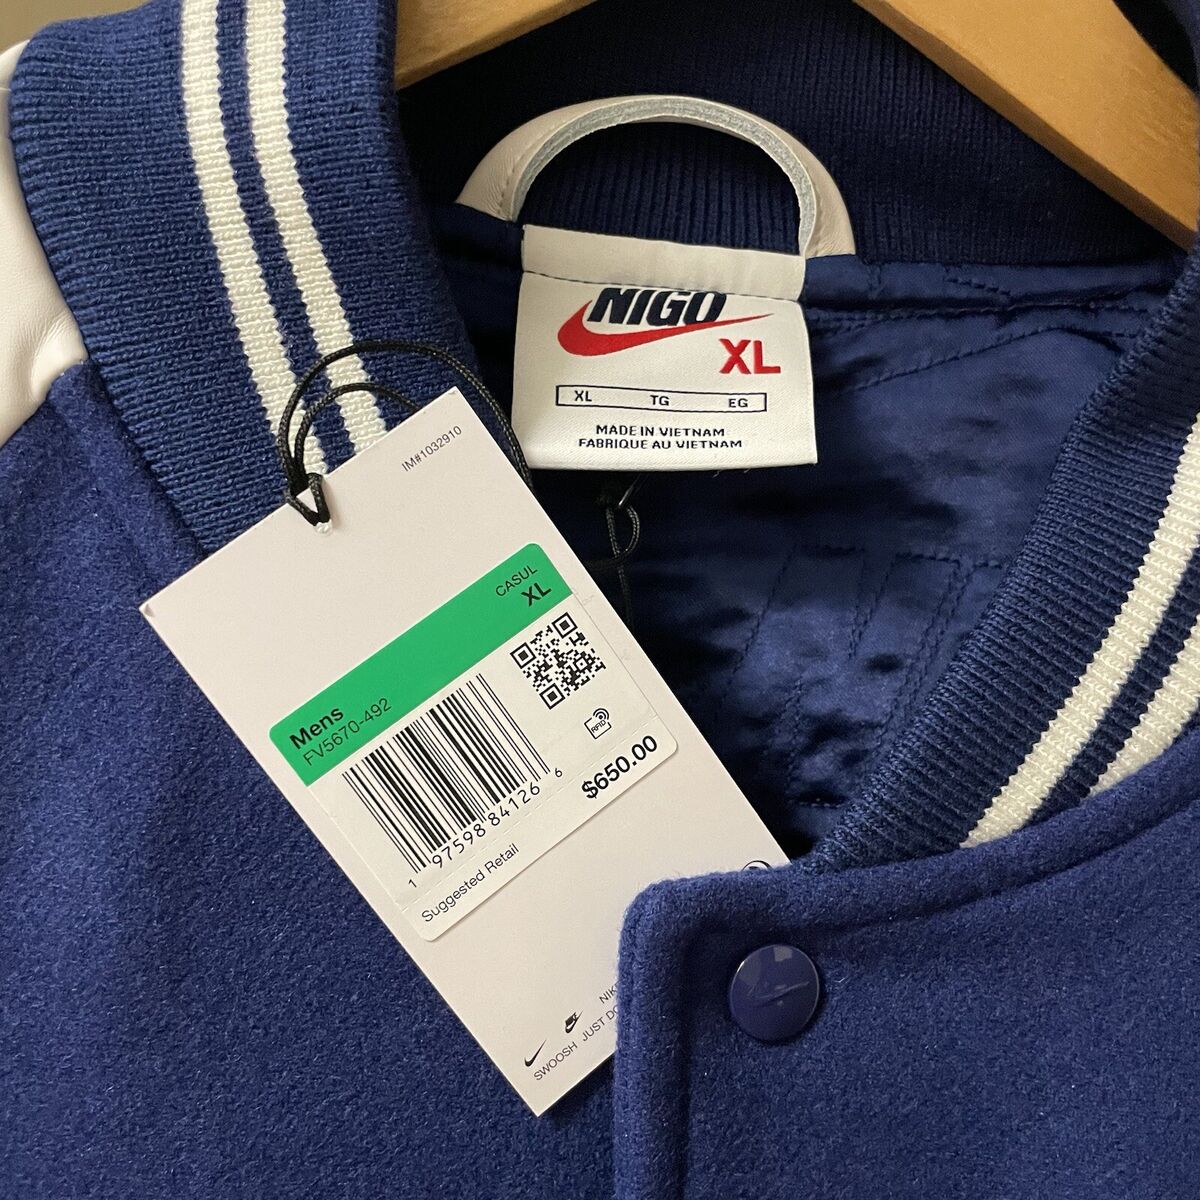 NIGO
XL
XL TG EG
MADE IN VIETNAM
FABRIQUE AU VIETNAM
IM#1032910
CASUL
XL
Mens
FV5670-492
RFID
$650.00
1 97598 84126 6
Suggested Retail
SWOOSH JUST